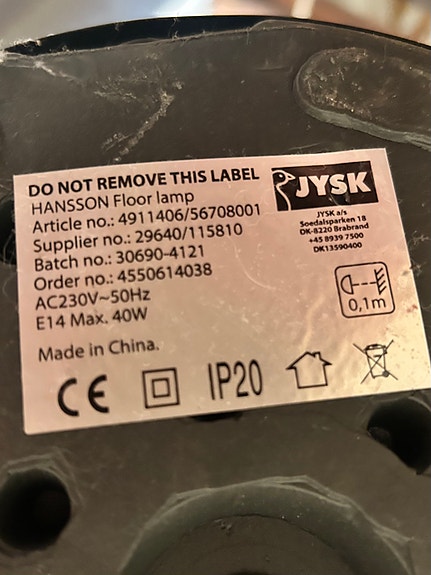 DO NOT REMOVE THIS LABEL
HANSSON Floor lamp
Article no.: 4911406/56708001
Supplier no.: 29640/115810
Batch no.: 30690-4121
Order no.: 4550614038
AC230V~50Hz
E14 Max. 40W
Made in China.
JYSK
JYSK a/s
Soedalsparken 18
DK-8220 Brabrand
+45 8939 7500
DK13590400
0,1m
CE
IP20